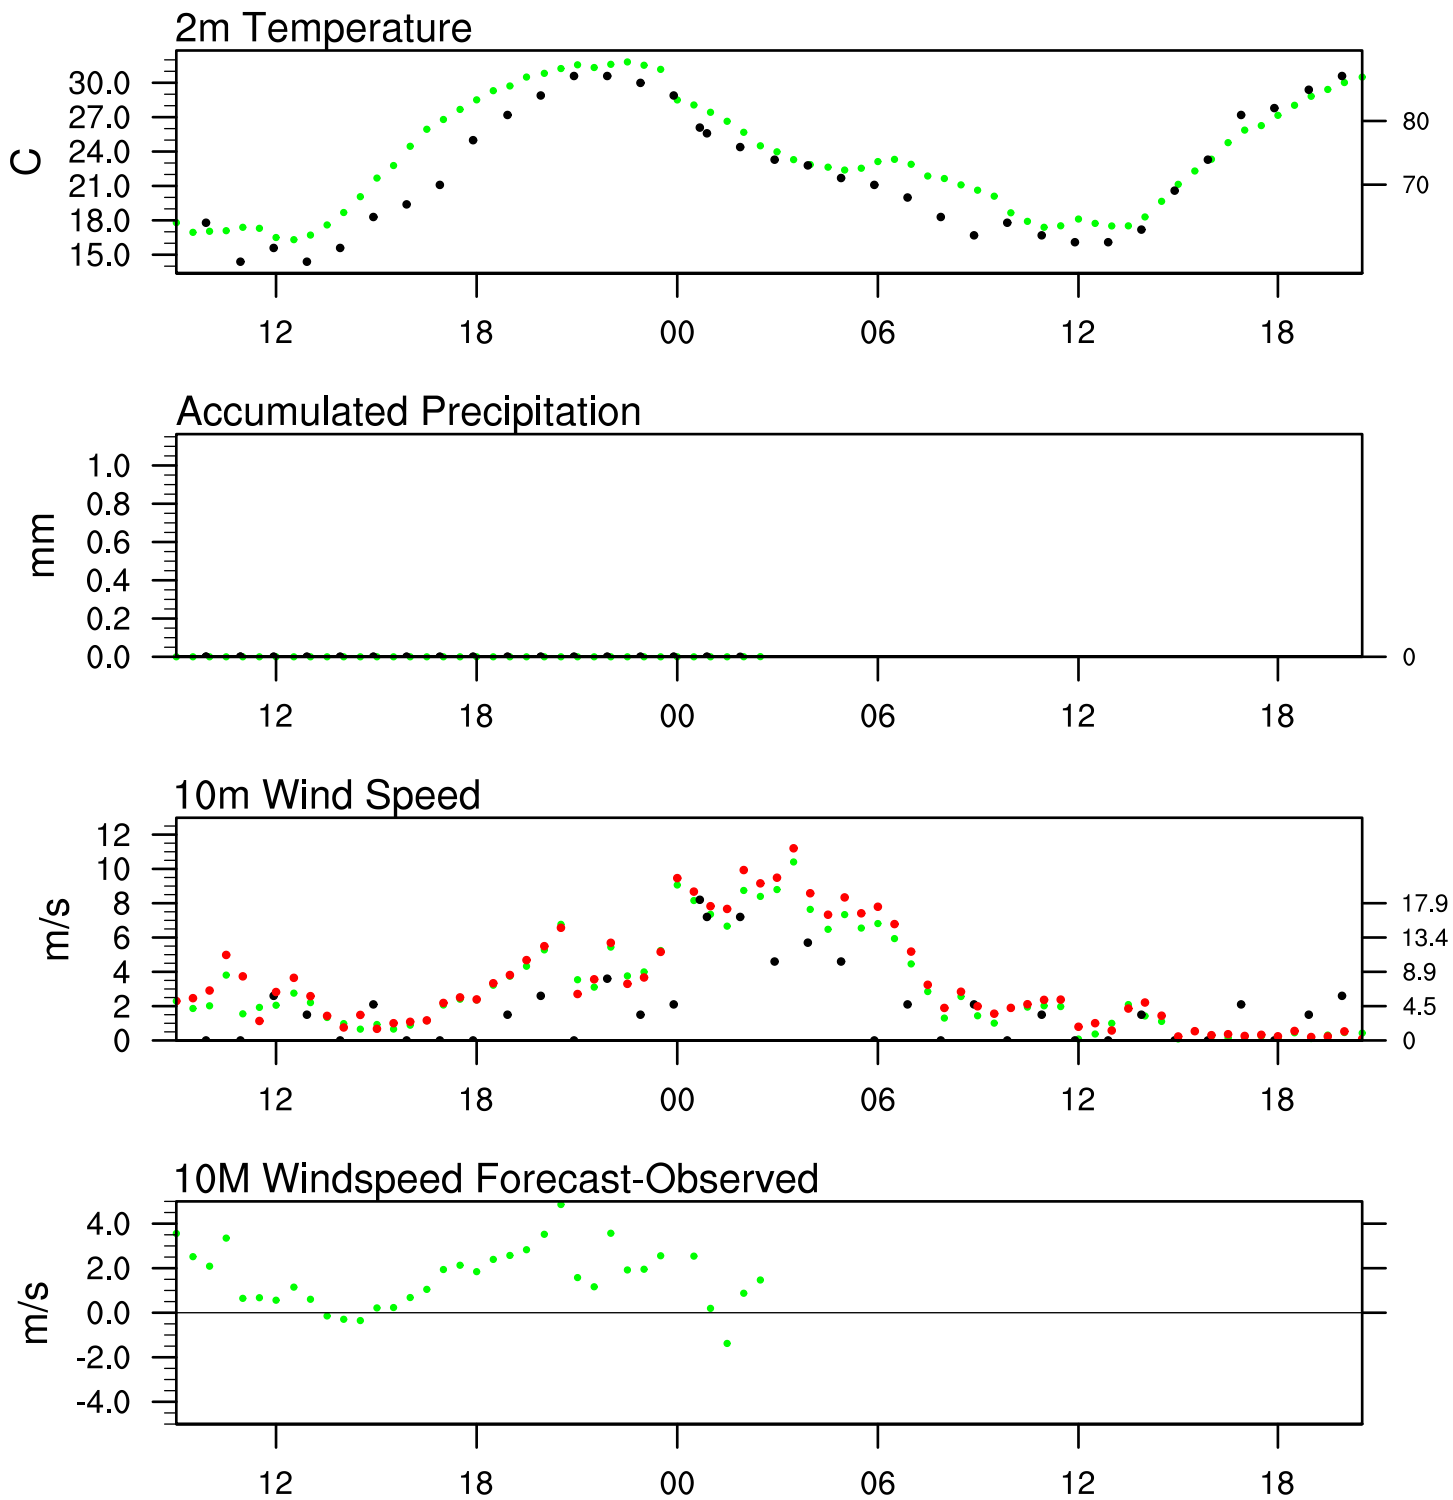 2m Temperature
30.0
27.0
24.0
21.0
18.0
15.0
C
80
70
12 18 00 06 12 18
Accumulated Precipitation
1.0
0.8
0.6
0.4
0.2
0.0
mm
0
12 18 00 06 12 18
10m Wind Speed
12
10
8
6
4
2
0
m/s
17.9
13.4
8.9
4.5
0
12 18 00 06 12 18
10M Windspeed Forecast-Observed
4.0
2.0
0.0
-2.0
-4.0
m/s
12 18 00 06 12 18